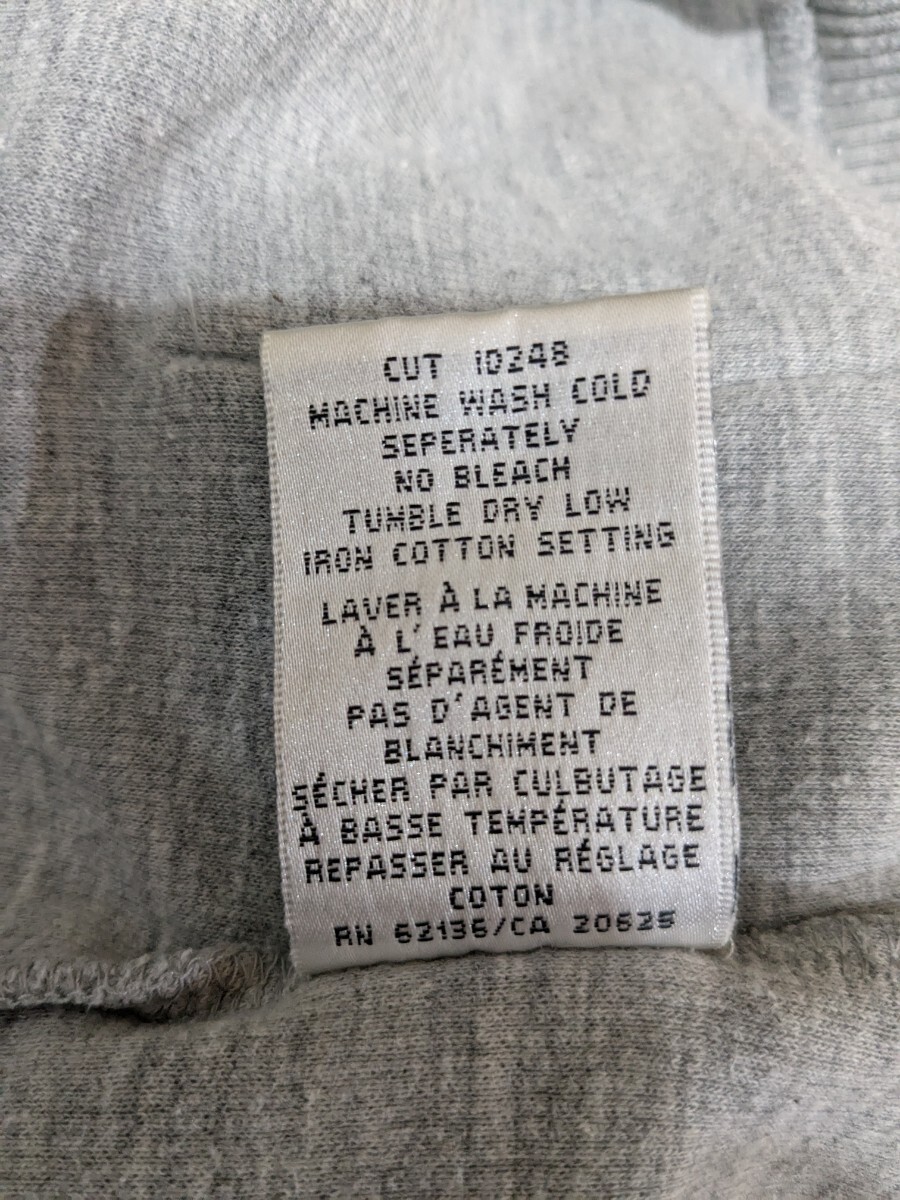 CUT 10248
MACHINE WASH COLD
SEPERATELY
NO BLEACH
TUMBLE DRY LOW
IRON COTTON SETTING
LAVER À LA MACHINE
À L'EAU FROIDE
SÉPARÉMENT
PAS D'AGENT DE
BLANCHIMENT
SÉCHER PAR CULBUTAGE
À BASSE TEMPÉRATURE
REPASSER AU RÉGLAGE
COTON
RN 62136/CA 20625